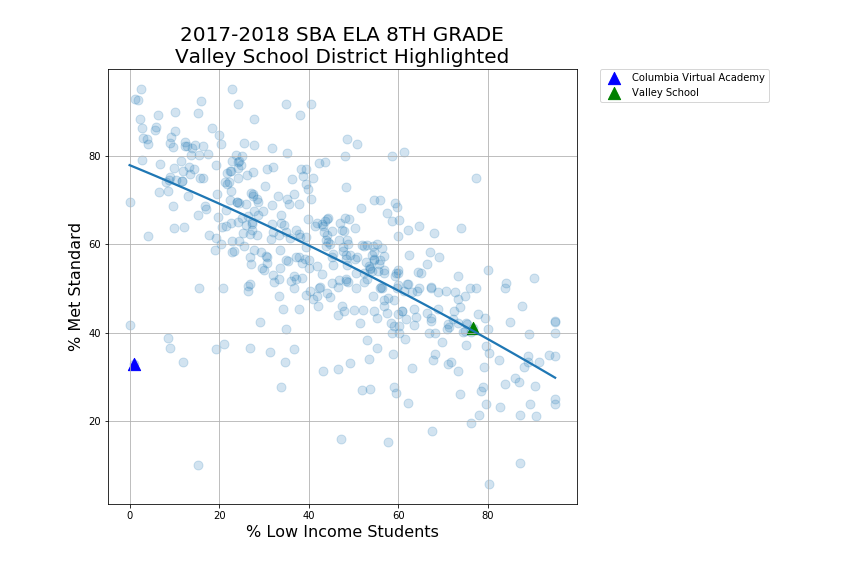 2017-2018 SBA ELA 8TH GRADE
Valley School District Highlighted
Columbia Virtual Academy
Valley School
% Met Standard
80
60
40
20
0 20 40 60 80
% Low Income Students